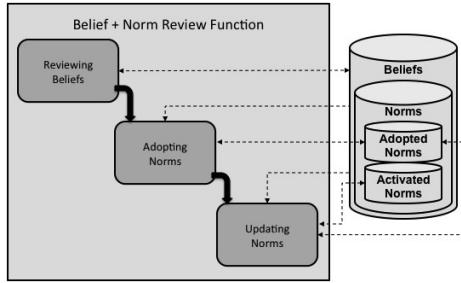 Belief + Norm Review Function
Reviewing
Beliefs
Adopting
Norms
Updating
Norms
Beliefs
Norms
Adopted
Norms
Activated
Norms